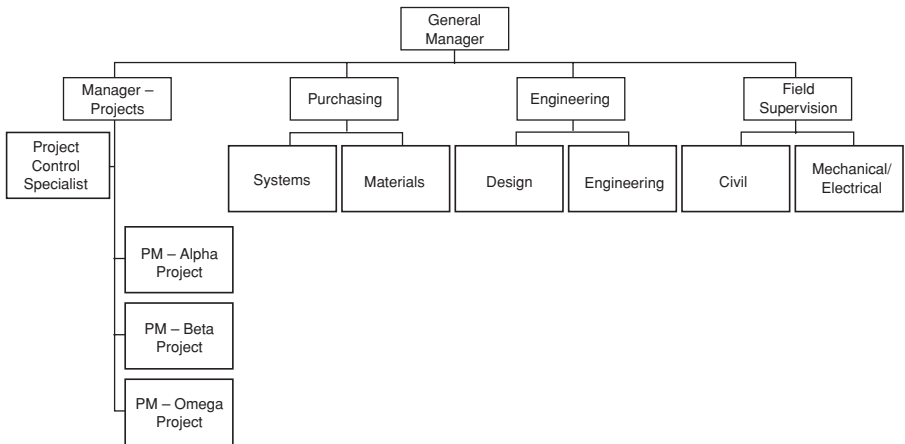 General
Manager
Manager –
Projects
Purchasing
Engineering
Field
Supervision
Project
Control
Specialist
Systems
Materials
Design
Engineering
Civil
Mechanical/
Electrical
PM – Alpha
Project
PM – Beta
Project
PM – Omega
Project